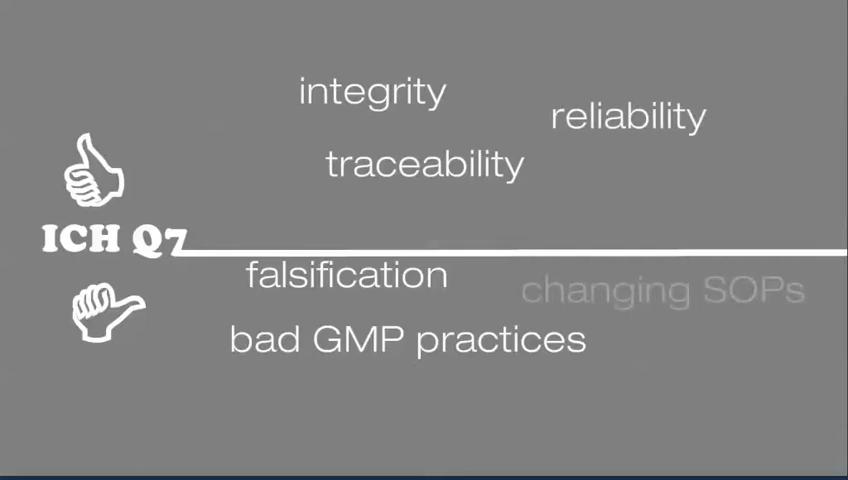 integrity
reliability
traceability
ICH Q7
falsification
changing SOPs
bad GMP practices